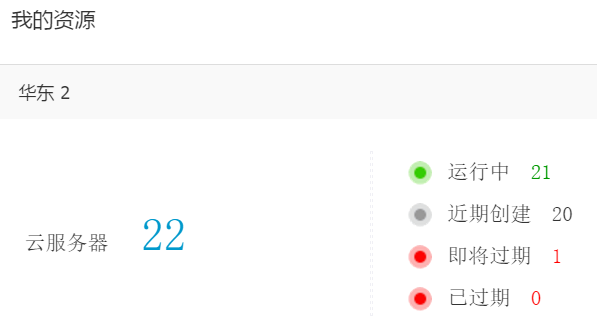 我的资源
华东 2
云服务器 22
运行中 21
近期创建 20
即将过期 1
已过期 0